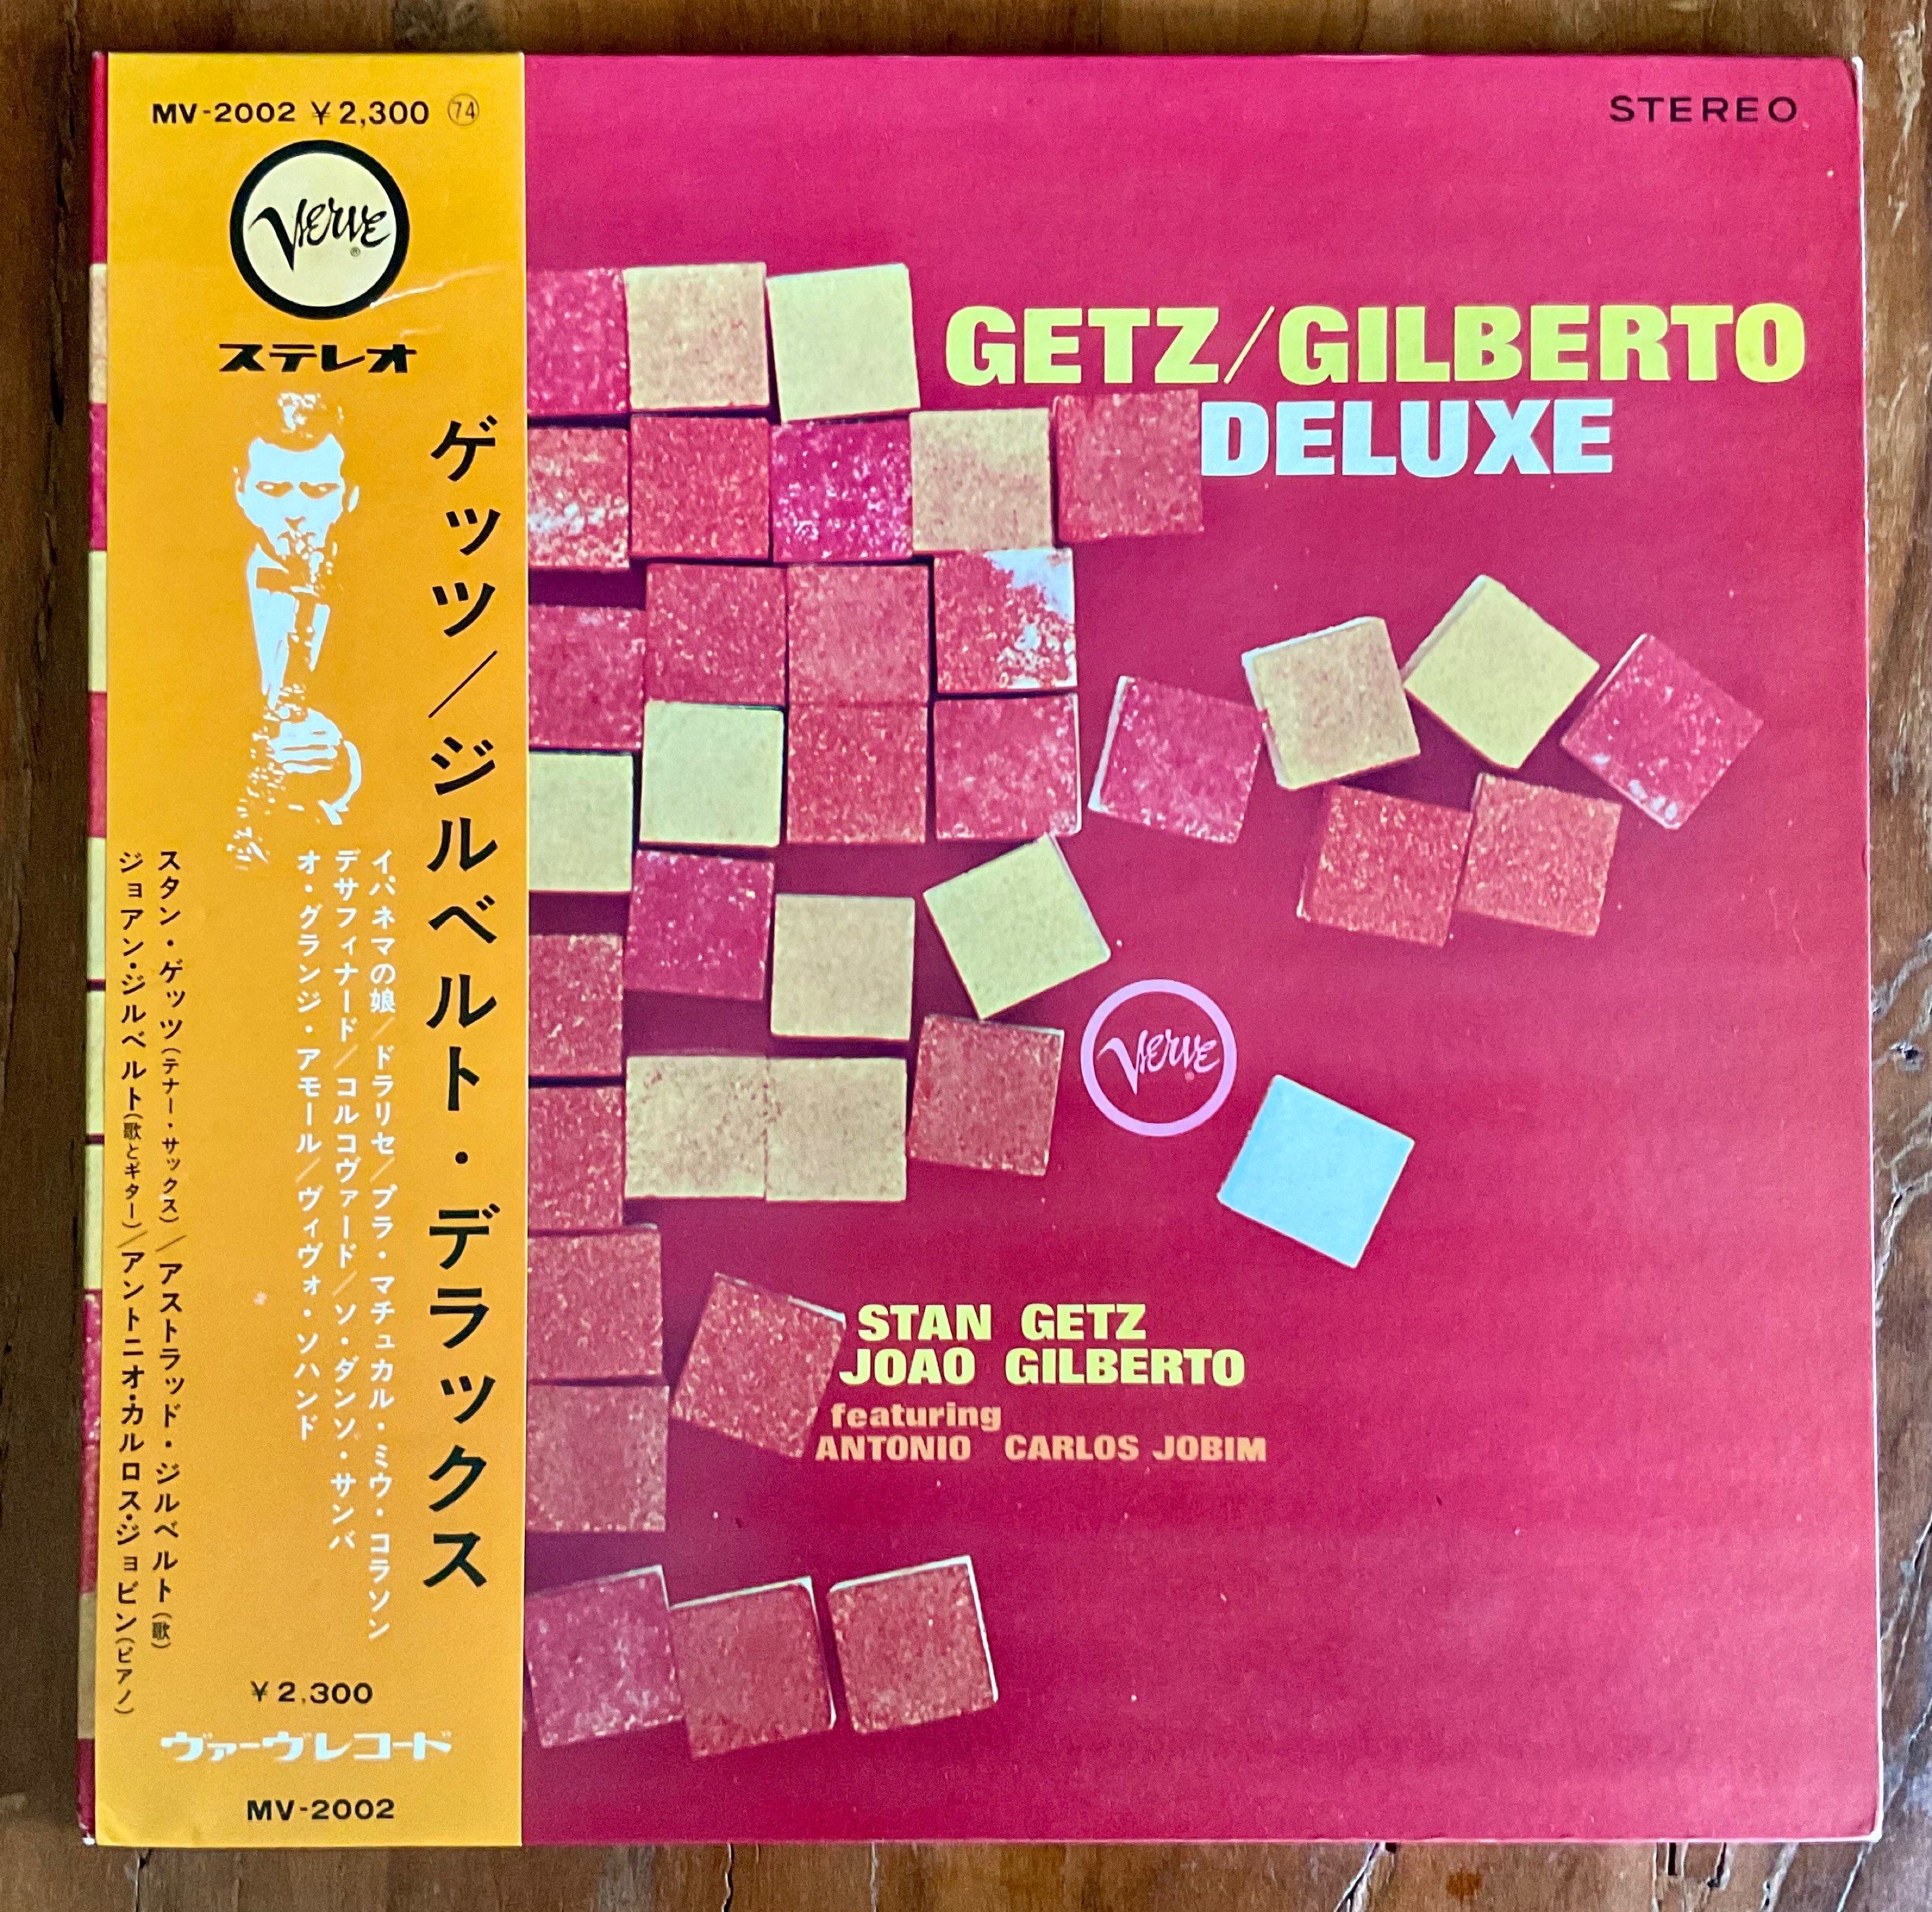 MV-2002 ¥2,300 74
Verve
ステレオ
ゲッツ/ジルベルト・デラックス
イパネマの娘/ドラリセ/プラ・マチュカル・ミウ・コラソン
デサフィナード/コルコヴァード/ソ・ダンソ・サンバ
オ・グランジ・アモール/ヴィヴォ・ソハンド
スタン・ゲッツ(テナー・サックス)/アストラッド・ジルベルト(歌)
ジョアン・ジルベルト(歌とギター)/アントニオ・カルロス・ジョビン(ピアノ)
¥2,300
ヴァーヴレコード
MV-2002
STEREO
GETZ/GILBERTO
DELUXE
Verve
STAN GETZ
JOAO GILBERTO
featuring
ANTONIO CARLOS JOBIM